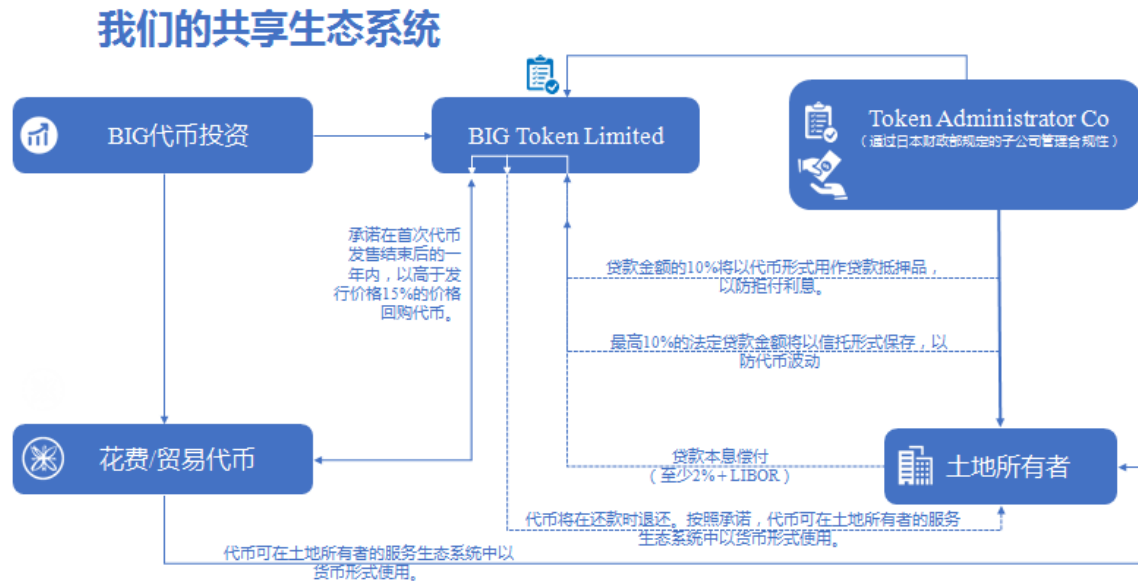 我们的共享生态系统
BIG代币投资
BIG Token Limited
Token Administrator Co
（通过日本财政部规定的子公司管理合规性）
承诺在首次代币
发售结束后的一
年内，以高于发
行价格15%的价格
回购代币。
贷款金额的10%将以代币形式用作贷款抵押品，
以防拒付利息。
最高10%的法定贷款金额将以信托形式保存，以
防代币波动
花费/贸易代币
土地所有者
贷款本息偿付
（至少2%+LIBOR）
代币将在还款时退还。按照承诺，代币可在土地所有者的服务
生态系统中以货币形式使用。
代币可在土地所有者的服务生态系统中以
货币形式使用。